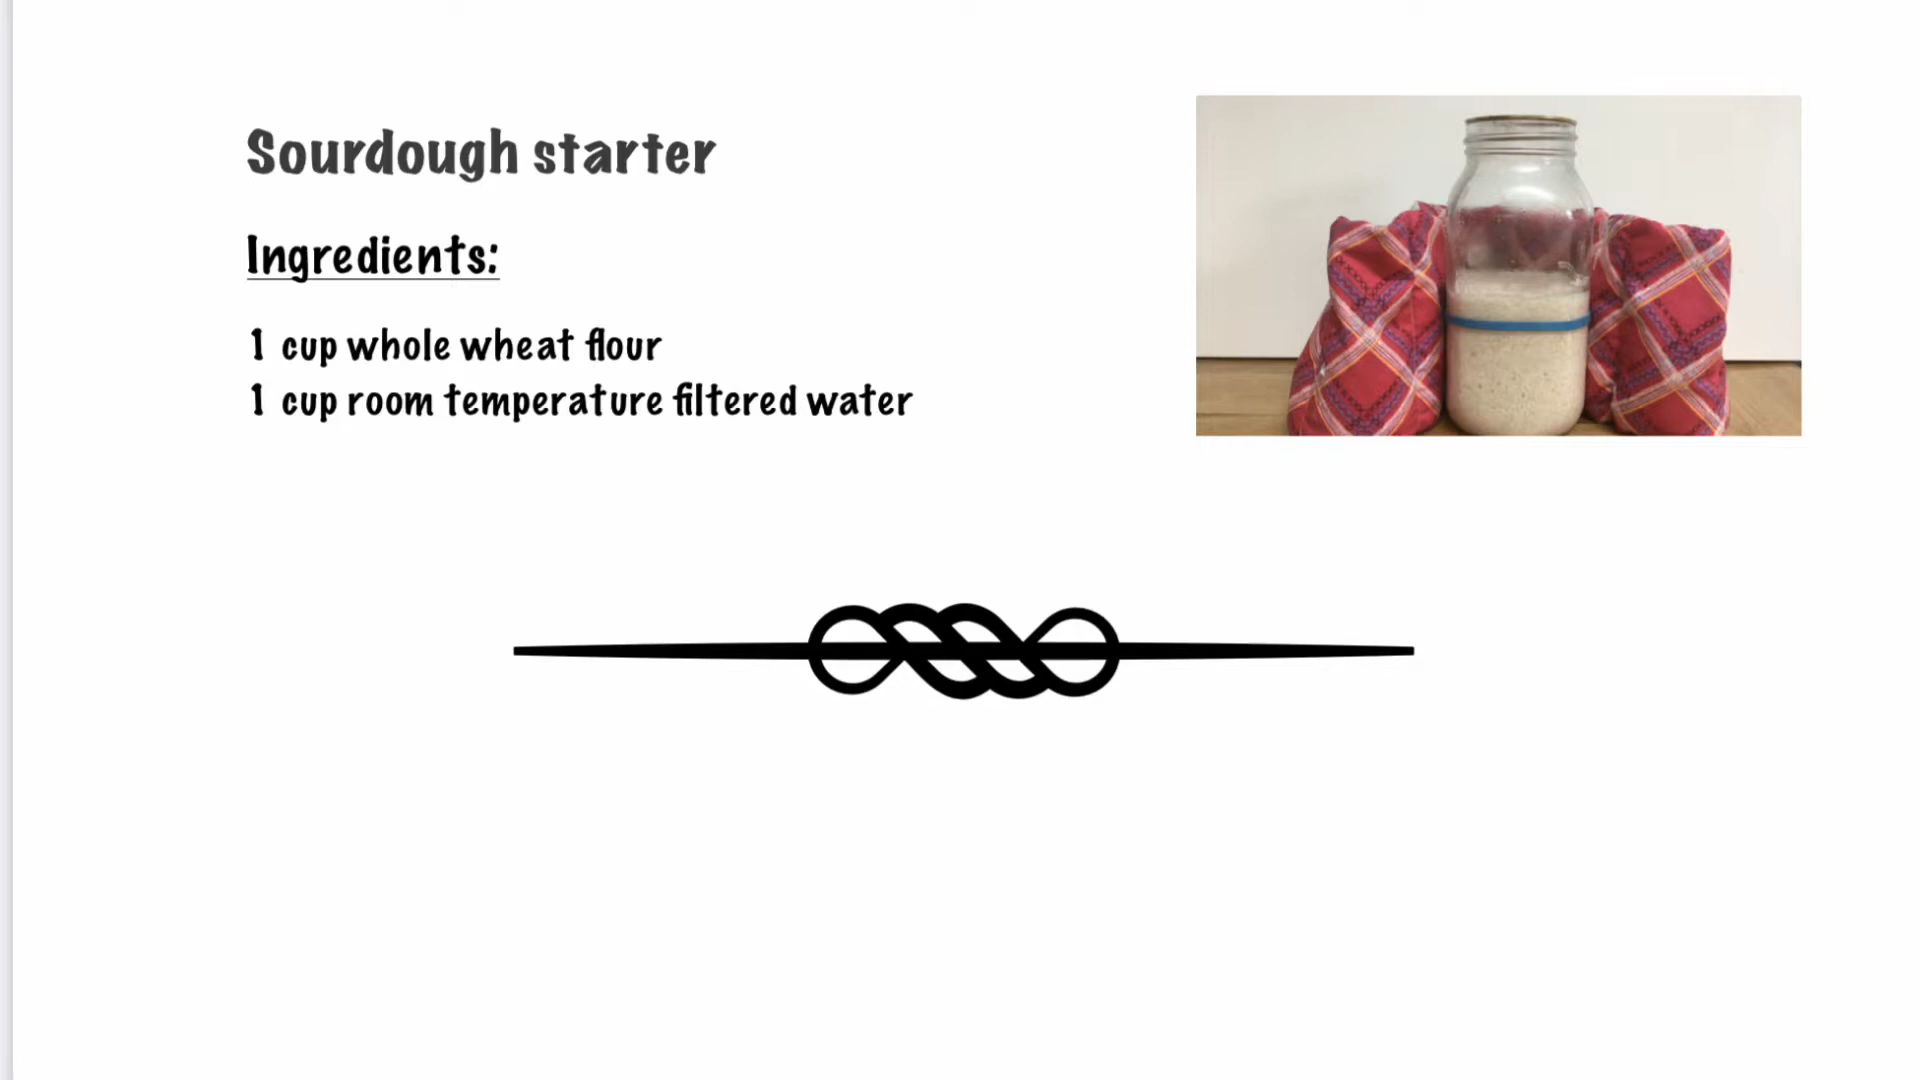 Sourdough starter
Ingredients:
1 cup whole wheat flour
1 cup room temperature filtered water